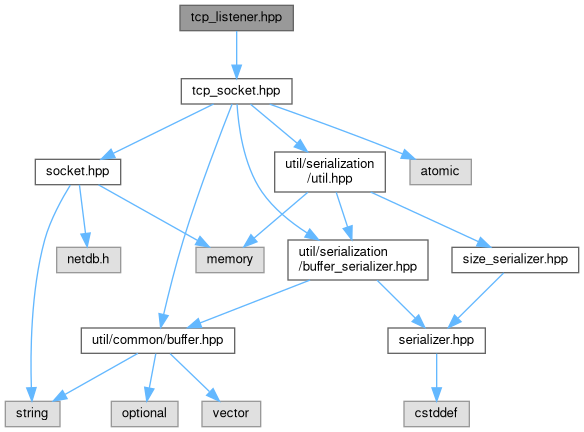 tcp_listener.hpp
tcp_socket.hpp
socket.hpp
util/serialization
/util.hpp
atomic
netdb.h
memory
util/serialization
/buffer_serializer.hpp
size_serializer.hpp
util/common/buffer.hpp
serializer.hpp
string
optional
vector
cstddef